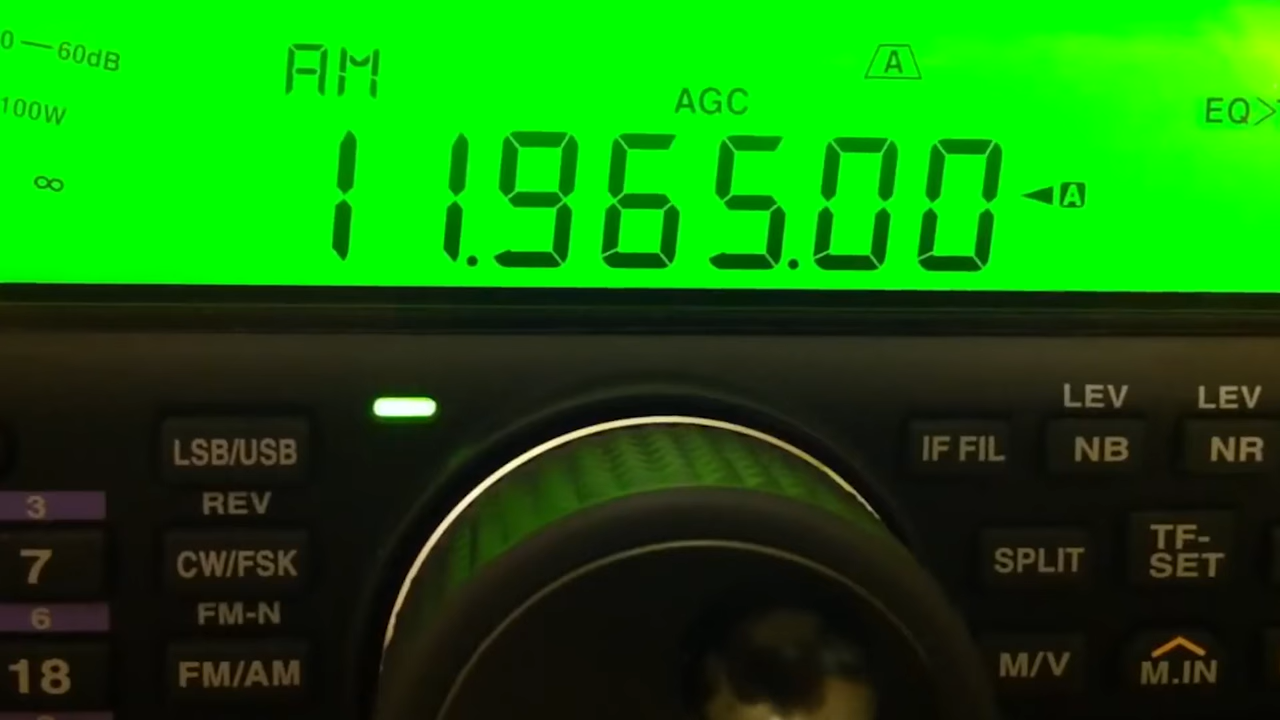 0—60dB
AM
A
AGC
100W
EQ>
11.965.00
◄A
∞
LEV
LEV
LSB/USB
IF FIL
NB
NR
3
REV
7
CW/FSK
SPLIT
TF-
SET
6
FM-N
18
FM/AM
M/V
M.IN